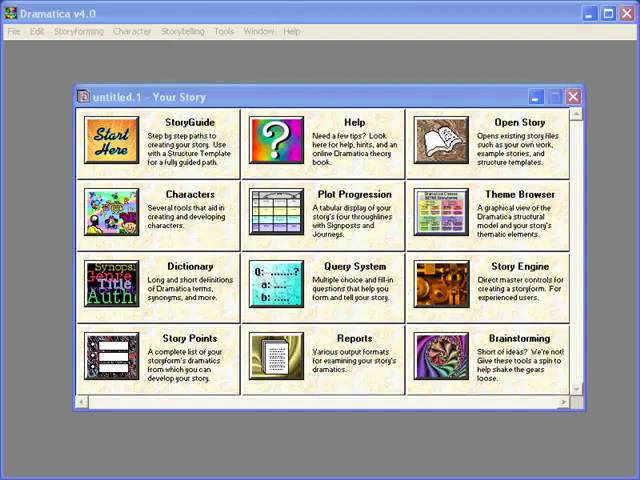 Dramatica v4.0
File Edit Storyforming Character Storytelling Tools Window Help
untitled.1 - Your Story
StoryGuide
Step by step paths to
creating your story. Use
with a Structure Template
for a fully guided path.
Start
Here
Help
Need a few tips? Look
here for help, hints, and an
online Dramatica theory
book.
?
Open Story
Opens existing story files
such as your own work,
example stories, and
structure templates.
Characters
Several tools that aid in
creating and developing
characters.
Plot Progression
A tabular display of your
story's four throughlines
with Signposts and
Journeys.
Theme Browser
A graphical view of the
Dramatica structural
model and your story's
thematic elements.
Dictionary
Long and short definitions
of Dramatica terms,
synonyms, and more.
Synopsi
Genre
Title
Auth
Query System
Multiple choice and fill-in
questions that help you
form and tell your story.
Q: ......?
a: ....
b: .....
Story Engine
Direct master controls for
creating a storyform. For
experienced users.
Story Points
A complete list of your
storyform's dramatics
from which you can
develop your story.
Reports
Various output formats
for examining your story's
dramatics.
Brainstorming
Short of ideas? We're not!
Give these tools a spin to
help shake the gears
loose.